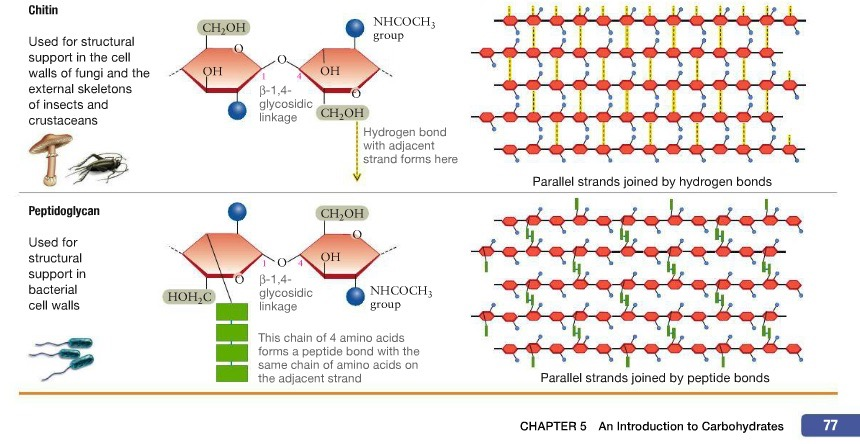 Chitin
Used for structural
support in the cell
walls of fungi and the
external skeletons
of insects and
crustaceans
CH₂OH
O
OH
1
O
4
β-1,4-
glycosidic
linkage
NHCOCH₃
group
OH
O
CH₂OH
Hydrogen bond
with adjacent
strand forms here
Parallel strands joined by hydrogen bonds
Peptidoglycan
Used for
structural
support in
bacterial
cell walls
O
HOH₂C
1
O
4
β-1,4-
glycosidic
linkage
CH₂OH
O
OH
NHCOCH₃
group
This chain of 4 amino acids
forms a peptide bond with the
same chain of amino acids on
the adjacent strand
Parallel strands joined by peptide bonds
CHAPTER 5 An Introduction to Carbohydrates 77